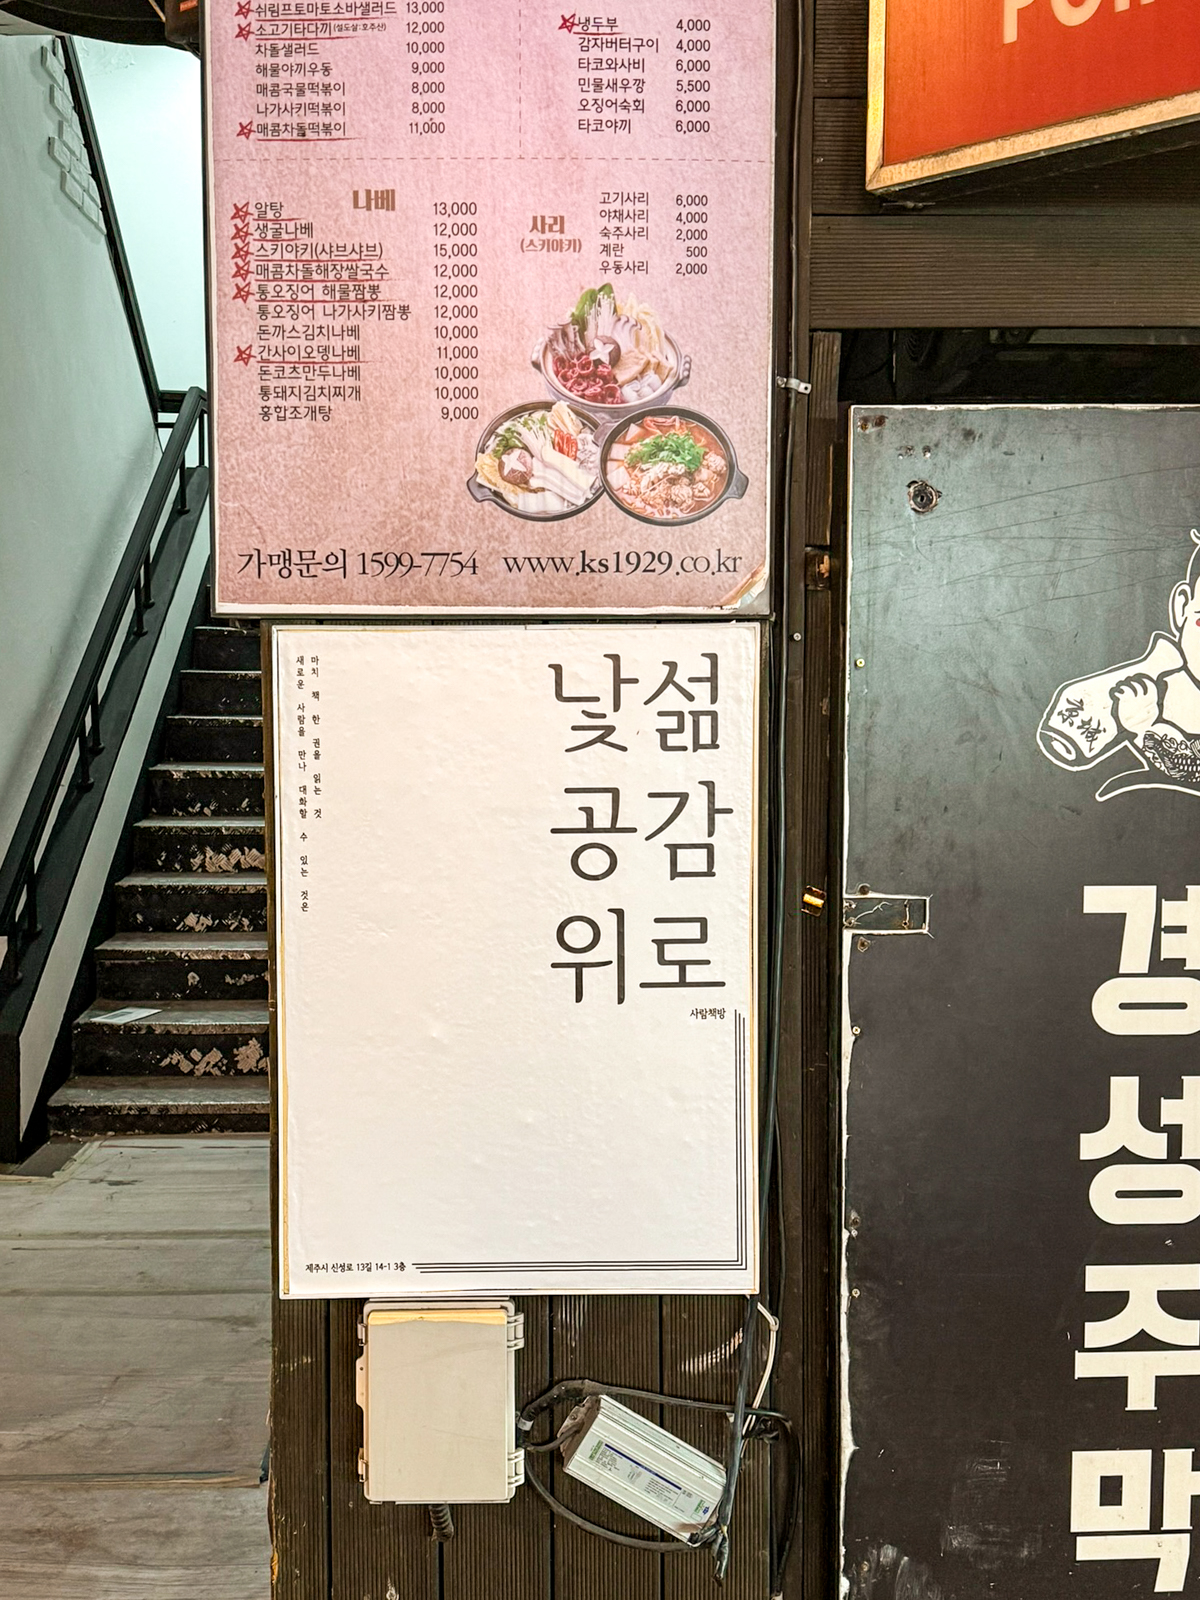 쉬림프토마토소바샐러드 13,000
소고기타다끼(설도살:호주산) 12,000
차돌샐러드 10,000
해물야끼우동 9,000
매콤국물떡볶이 8,000
나가사키떡볶이 8,000
매콤차돌떡볶이 11,000
냉두부 4,000
감자버터구이 4,000
타코와사비 6,000
민물새우깡 5,500
오징어숙회 6,000
타코야끼 6,000
나베
알탕 13,000
생굴나베 12,000
스키야키(샤브샤브) 15,000
매콤차돌해장쌀국수 12,000
통오징어 해물짬뽕 12,000
통오징어 나가사키짬뽕 12,000
돈까스김치나베 10,000
간사이오뎅나베 11,000
돈코츠만두나베 10,000
통돼지김치찌개 10,000
홍합조개탕 9,000
사리
(스키야키)
고기사리 6,000
야채사리 4,000
숙주사리 2,000
계란 500
우동사리 2,000
가맹문의 1599-7754 www.ks1929.co.kr
섦감로
낯공위
사람책방
마치 책 한 권을 읽는 것
새로운 사람을 만나 대화할 수 있는 것은
제주시 신성로 13길 14-1 3층
京城
경성주막